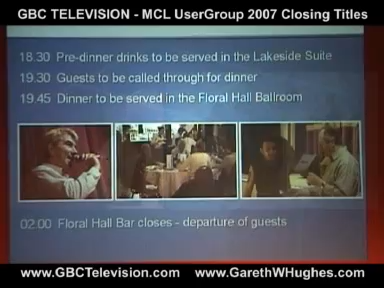 GBC TELEVISION - MCL UserGroup 2007 Closing Titles
18.30 Pre-dinner drinks to be served in the Lakeside Suite
19.30 Guests to be called through for dinner
19.45 Dinner to be served in the Floral Hall Ballroom
02:00 Floral Hall Bar closes - departure of guests
www.GBCTelevision.com www.GarethWHughes.com